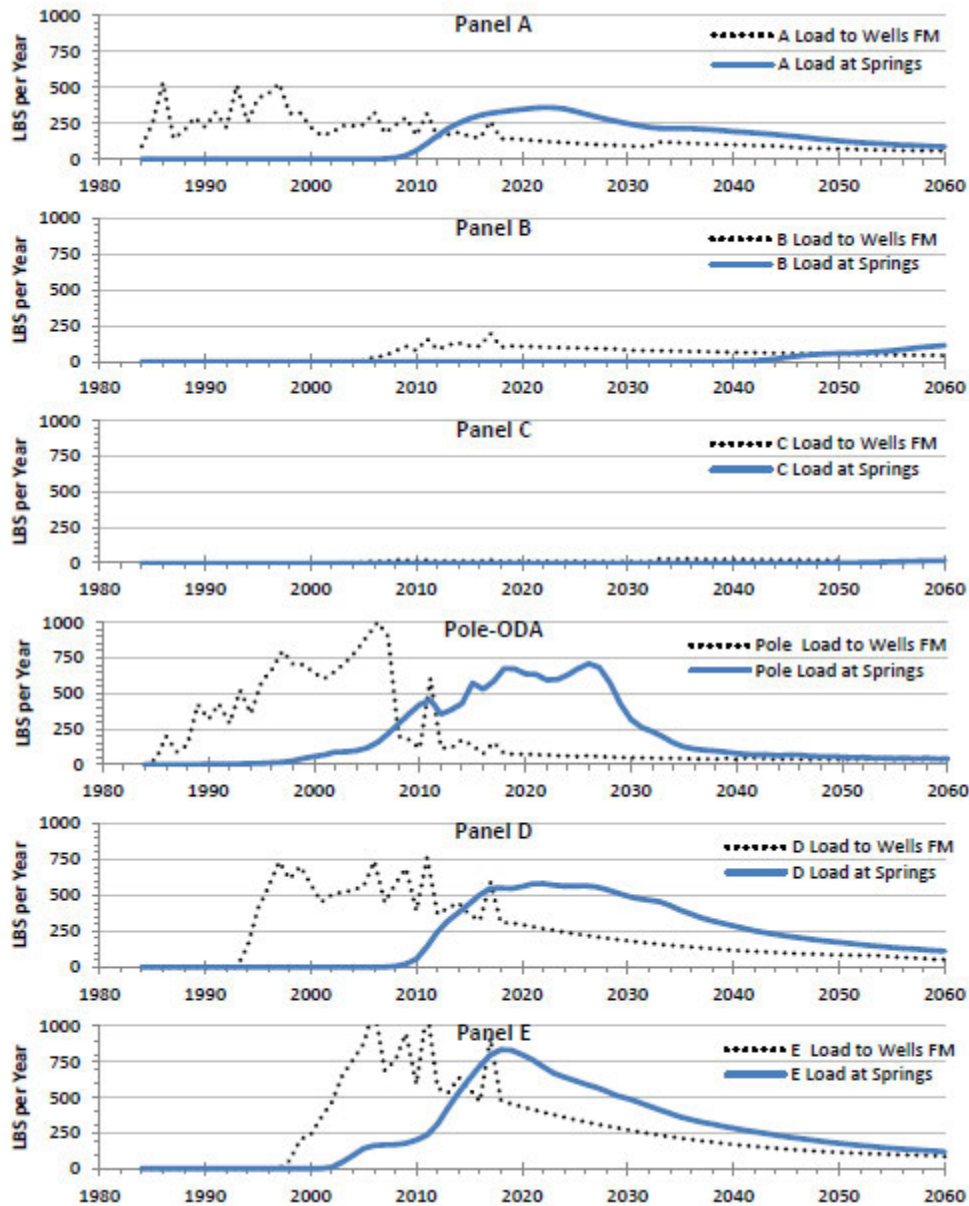 Panel A
LBS per Year
1000
750
500
250
0
A Load to Wells FM
A Load at Springs
1980 1990 2000 2010 2020 2030 2040 2050 2060
Panel B
LBS per Year
1000
750
500
250
0
B Load to Wells FM
B Load at Springs
1980 1990 2000 2010 2020 2030 2040 2050 2060
Panel C
LBS per Year
1000
750
500
250
0
C Load to Wells FM
C Load at Springs
1980 1990 2000 2010 2020 2030 2040 2050 2060
Pole-ODA
LBS per Year
1000
750
500
250
0
Pole Load to Wells FM
Pole Load at Springs
1980 1990 2000 2010 2020 2030 2040 2050 2060
Panel D
LBS per Year
1000
750
500
250
0
D Load to Wells FM
D Load at Springs
1980 1990 2000 2010 2020 2030 2040 2050 2060
Panel E
LBS per Year
1000
750
500
250
0
E Load to Wells FM
E Load at Springs
1980 1990 2000 2010 2020 2030 2040 2050 2060